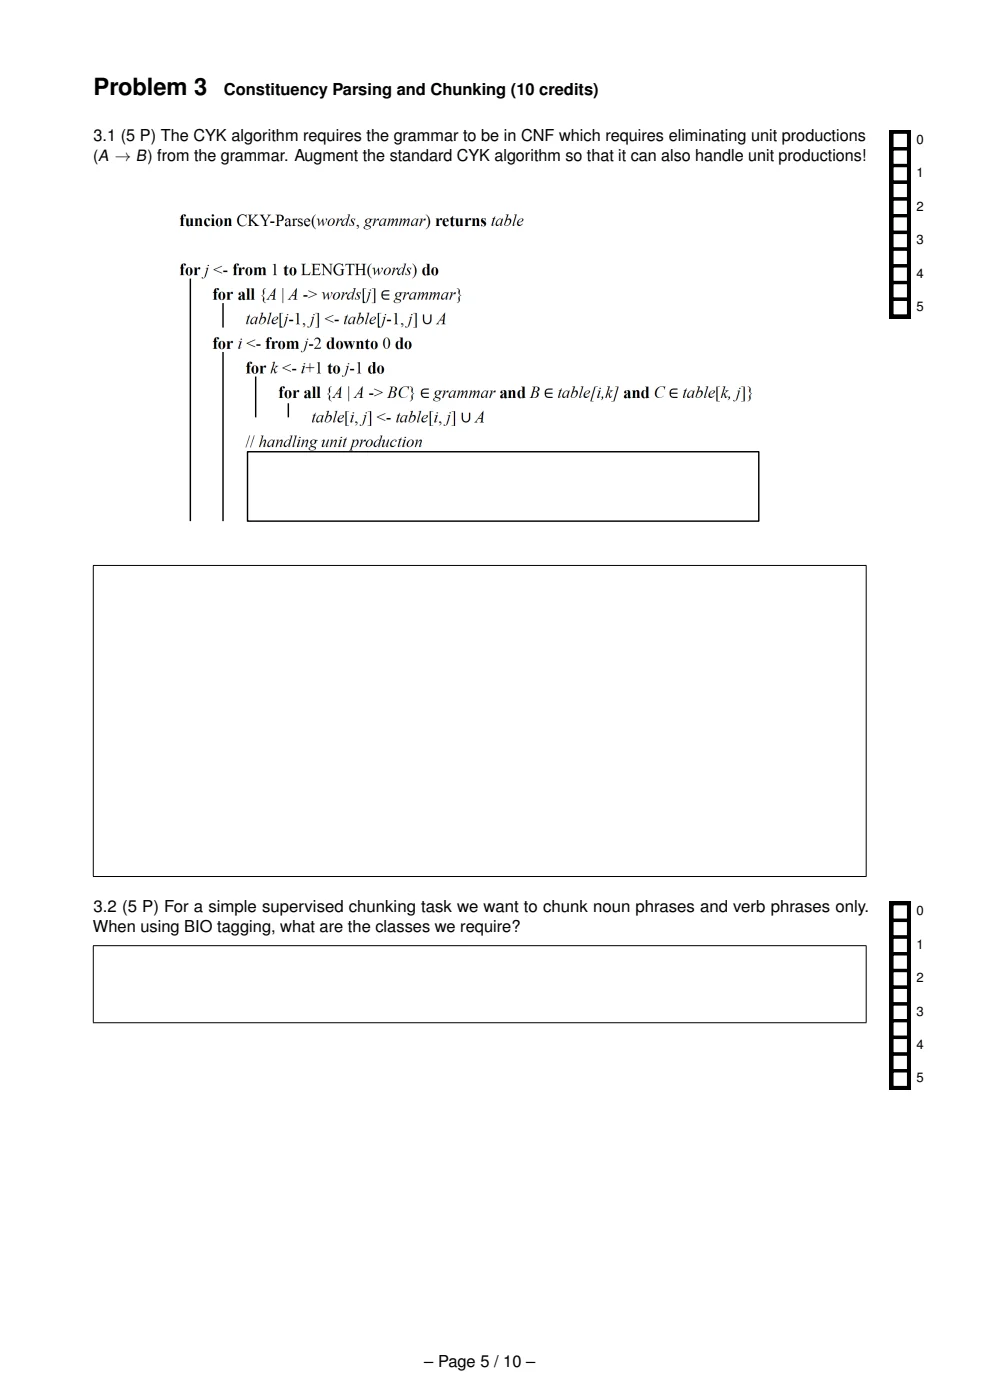 Problem 3 Constituency Parsing and Chunking (10 credits)
3.1 (5 P) The CYK algorithm requires the grammar to be in CNF which requires eliminating unit productions
(A → B) from the grammar. Augment the standard CYK algorithm so that it can also handle unit productions!
0
1
2
3
4
5
funcion CKY-Parse(words, grammar) returns table
for j <- from 1 to LENGTH(words) do
for all {A | A -> words[j] ∈ grammar}
table[j-1, j] <- table[j-1, j] ∪ A
for i <- from j-2 downto 0 do
for k <- i+1 to j-1 do
for all {A | A -> BC} ∈ grammar and B ∈ table[i,k] and C ∈ table[k, j]}
table[i, j] <- table[i, j] ∪ A
// handling unit production
3.2 (5 P) For a simple supervised chunking task we want to chunk noun phrases and verb phrases only.
When using BIO tagging, what are the classes we require?
0
1
2
3
4
5
– Page 5 / 10 –